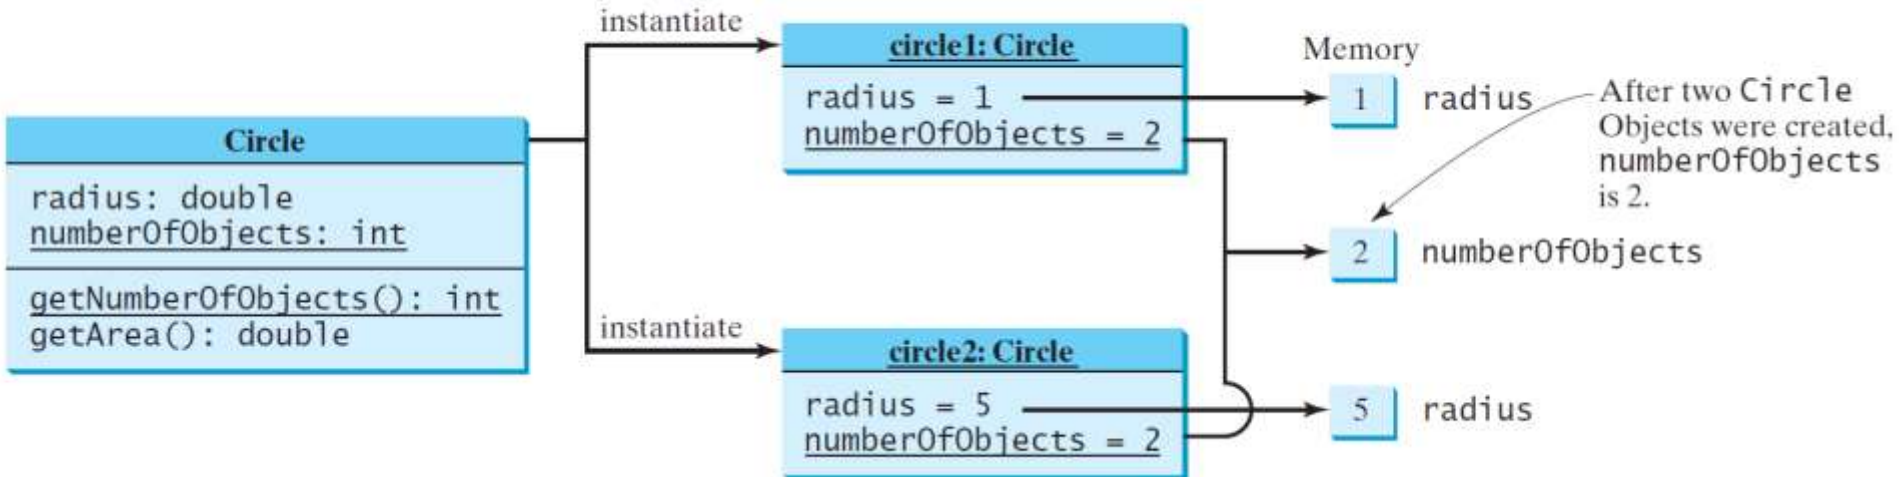 Circle
radius: double
numberOfObjects: int
getNumberOfObjects(): int
getArea(): double
instantiate
instantiate
circle1: Circle
radius = 1
numberOfObjects = 2
circle2: Circle
radius = 5
numberOfObjects = 2
Memory
1 radius
2 numberOfObjects
5 radius
After two Circle
Objects were created,
numberOfObjects
is 2.